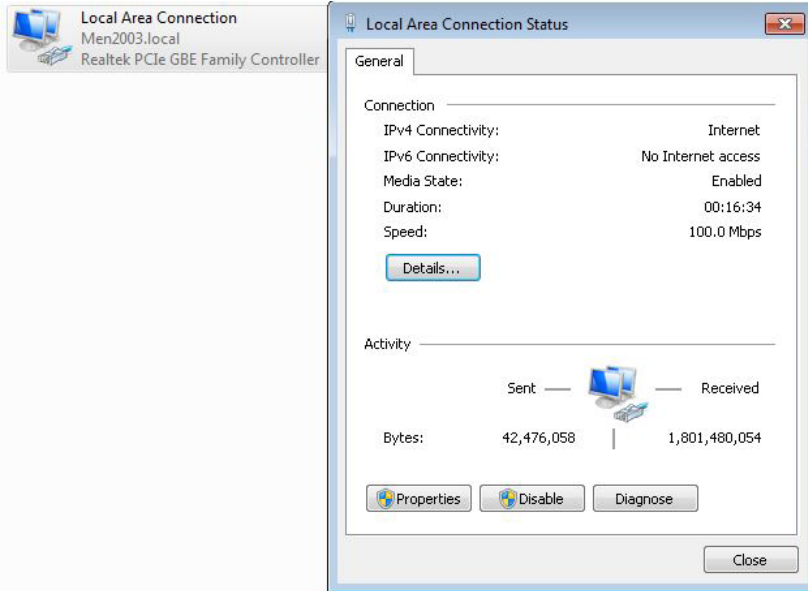 Local Area Connection
Men2003.local
Realtek PCIe GBE Family Controller
Local Area Connection Status
General
Connection
IPv4 Connectivity: Internet
IPv6 Connectivity: No Internet access
Media State: Enabled
Duration: 00:16:34
Speed: 100.0 Mbps
Details...
Activity
Sent Received
Bytes: 42,476,058 1,801,480,054
Properties Disable Diagnose
Close